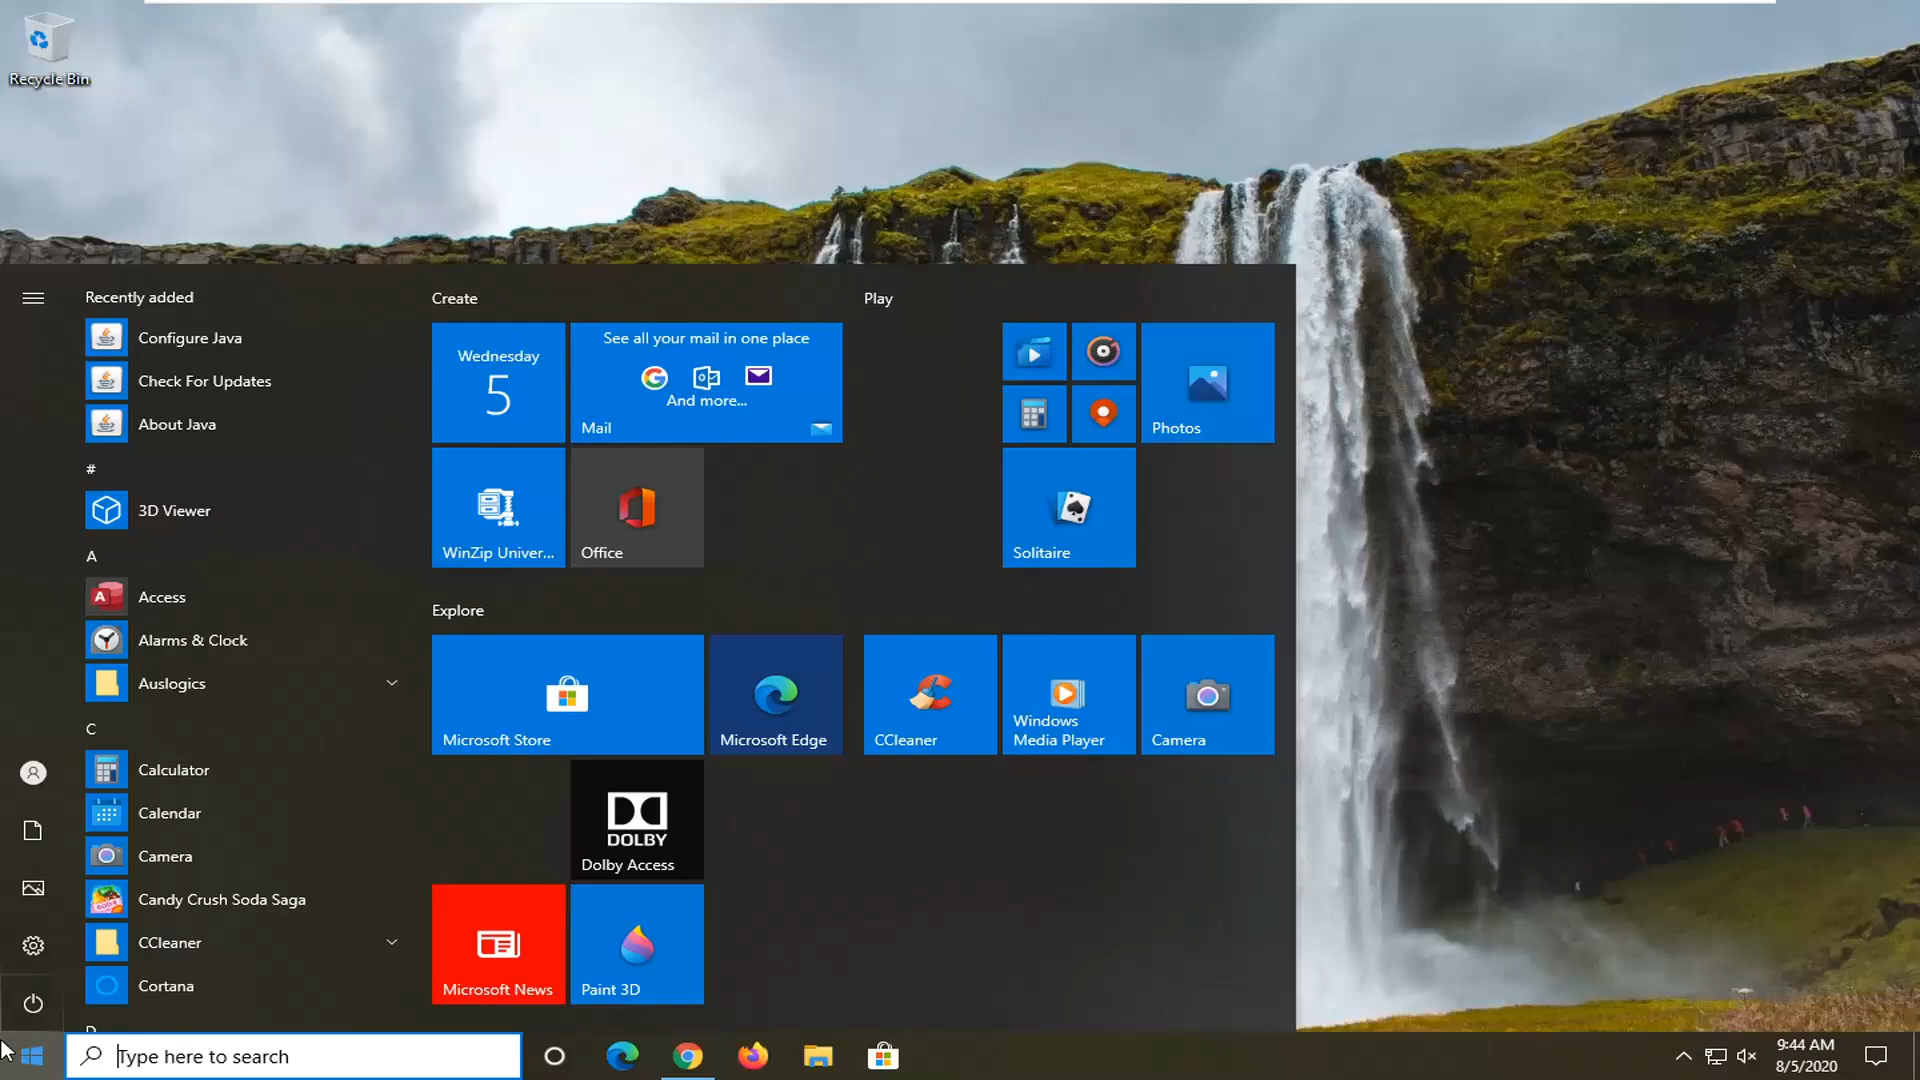 Recycle Bin
Recently added
Configure Java
Check For Updates
About Java
#
3D Viewer
A
Access
Alarms & Clock
Auslogics
C
Calculator
Calendar
Camera
Candy Crush Soda Saga
CCleaner
Cortana
D
Create
Wednesday
5
See all your mail in one place
And more...
Mail
WinZip Univer...
Office
Explore
Microsoft Store
Microsoft Edge
DOLBY
Dolby Access
Microsoft News
Paint 3D
Play
Photos
Solitaire
CCleaner
Windows
Media Player
Camera
Type here to search
9:44 AM
8/5/2020